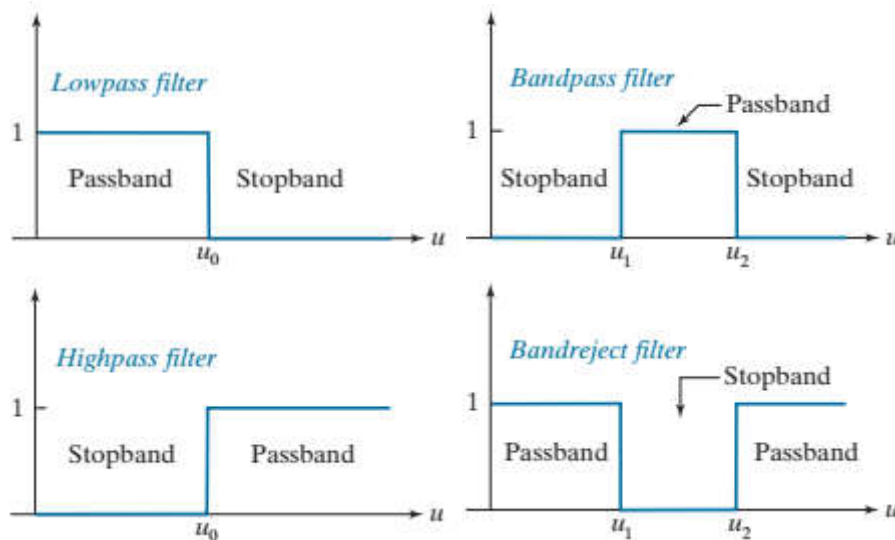 Lowpass filter
1
Passband Stopband
u₀ u
Bandpass filter
Passband
1
Stopband Stopband
u₁ u₂ u
Highpass filter
1
Stopband Passband
u₀ u
Bandreject filter
Stopband
1
Passband Passband
u₁ u₂ u